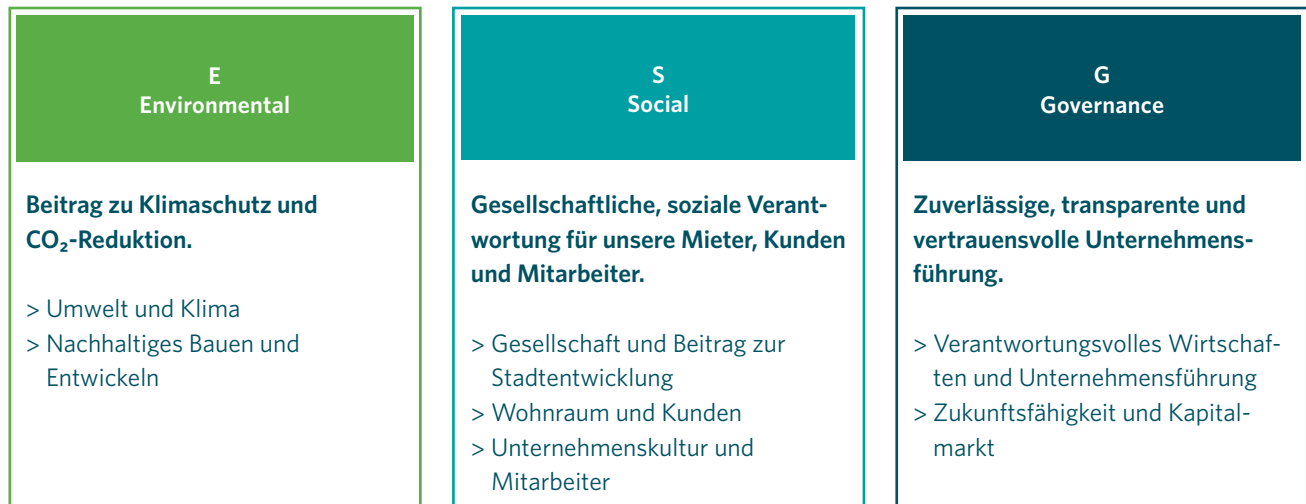 E
Environmental
Beitrag zu Klimaschutz und
CO₂-Reduktion.
> Umwelt und Klima
> Nachhaltiges Bauen und
Entwickeln
S
Social
Gesellschaftliche, soziale Verant-
wortung für unsere Mieter, Kunden
und Mitarbeiter.
> Gesellschaft und Beitrag zur
Stadtentwicklung
> Wohnraum und Kunden
> Unternehmenskultur und
Mitarbeiter
G
Governance
Zuverlässige, transparente und
vertrauensvolle Unternehmens-
führung.
> Verantwortungsvolles Wirtschaf-
ten und Unternehmensführung
> Zukunftsfähigkeit und Kapital-
markt